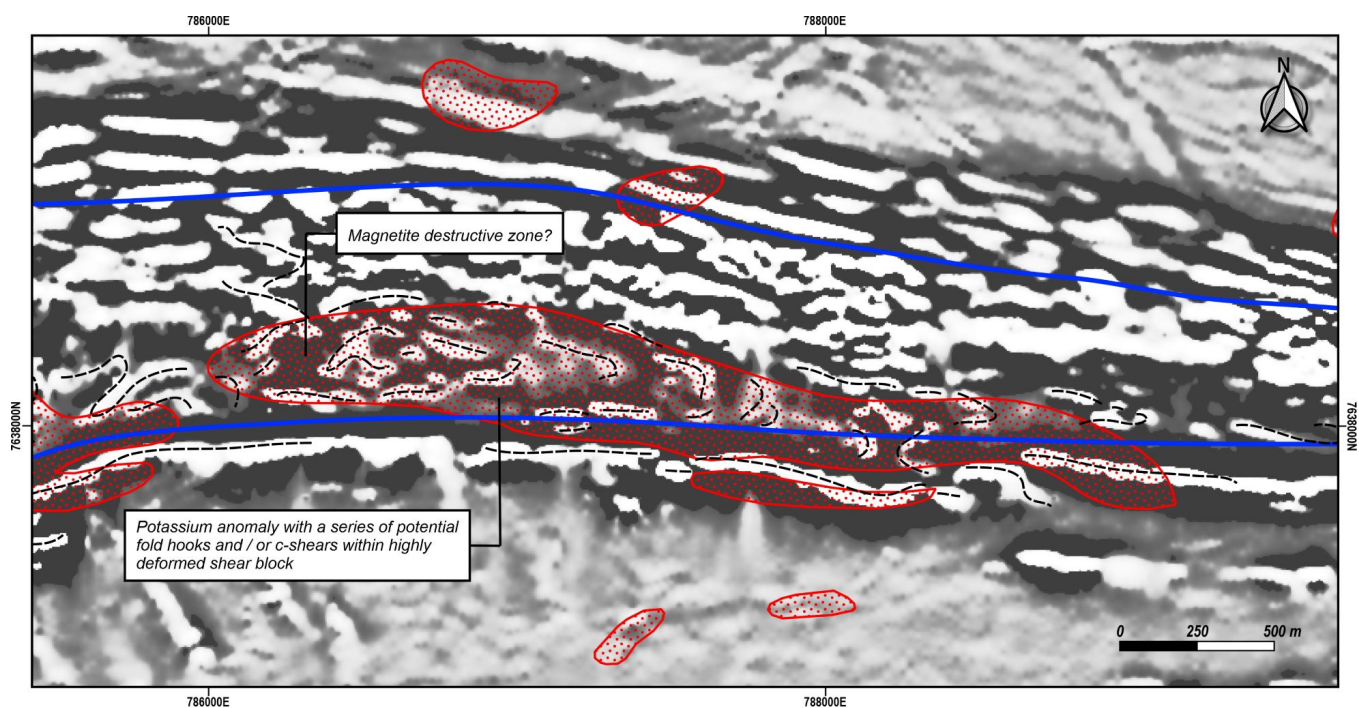 786000E
788000E
N
Magnetite destructive zone?
7638000N
7638000N
Potassium anomaly with a series of potential
fold hooks and / or c-shears within highly
deformed shear block
0 250 500 m
786000E
788000E